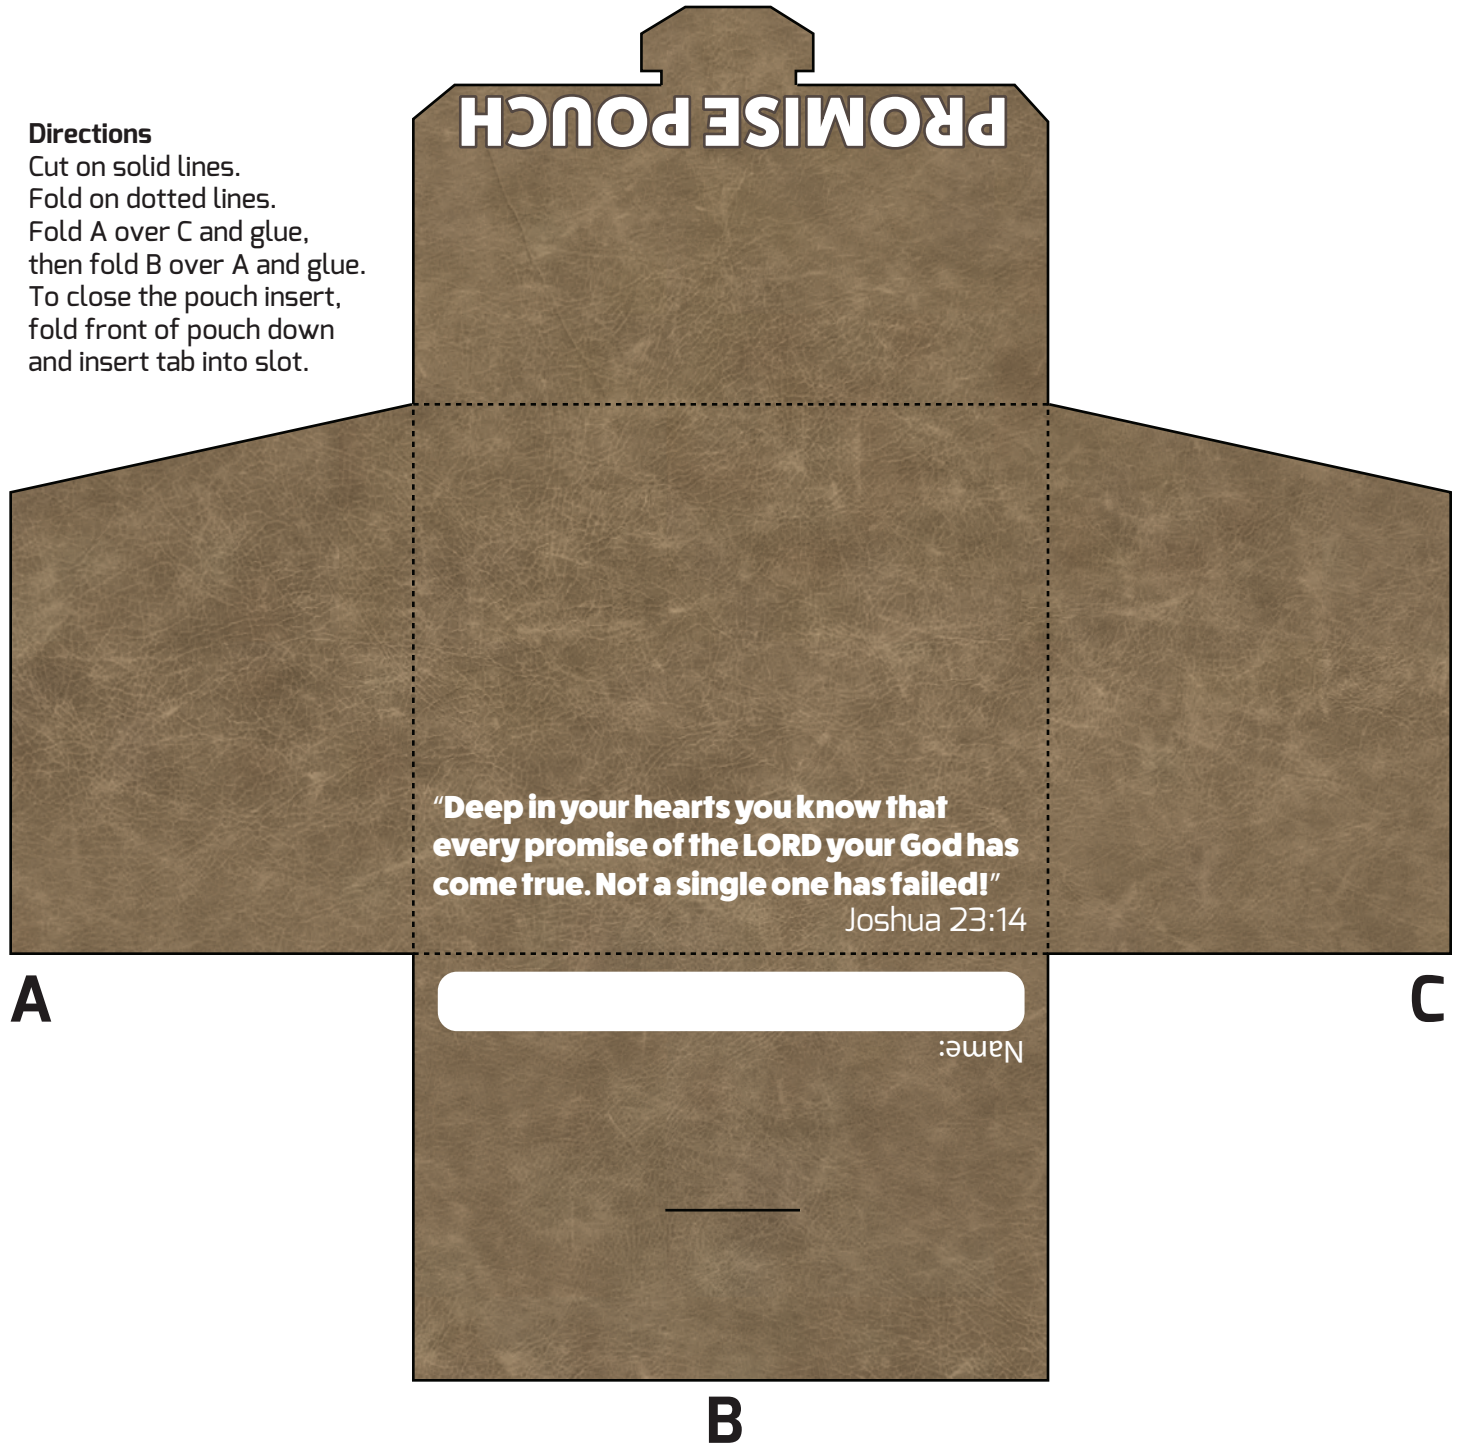 PROMISE POUCH
Directions
Cut on solid lines.
Fold on dotted lines.
Fold A over C and glue,
then fold B over A and glue.
To close the pouch insert,
fold front of pouch down
and insert tab into slot.
“Deep in your hearts you know that
every promise of the LORD your God has
come true. Not a single one has failed!”
Joshua 23:14
A
C
Name:
B